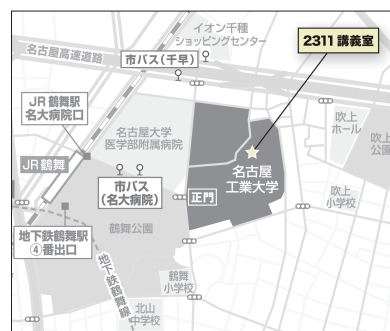 イオン千種
ショッピングセンター
2311 講義室
名古屋高速道路
市バス(千早)
JR 鶴舞駅
名大病院口
名古屋大学
医学部附属病院
吹上
ホール
吹上
公園
JR 鶴舞
市バス
(名大病院)
名古屋
工業大学
正門
吹上
小学校
鶴舞公園
地下鉄鶴舞駅
④番出口
地下鉄鶴舞線
鶴舞
小学校
北山
中学校